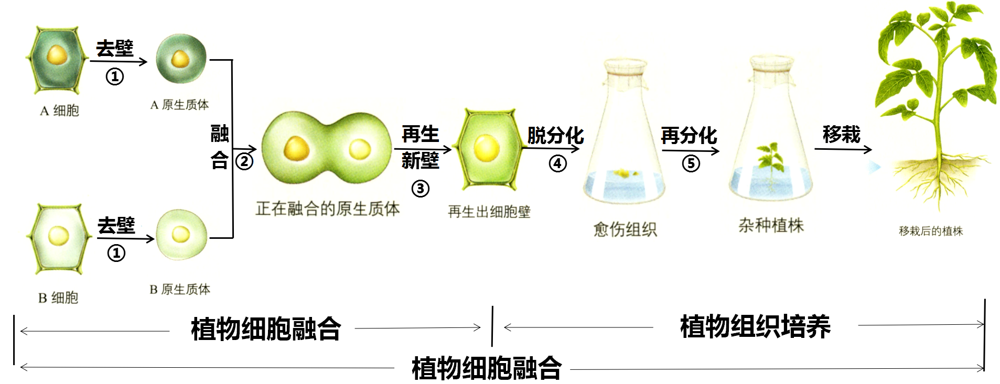 去壁
①
A 细胞
A 原生质体
融
合
②
正在融合的原生质体
再生
新壁
③
再生出细胞壁
脱分化
④
愈伤组织
再分化
⑤
杂种植株
移栽
移栽后的植株
去壁
①
B 细胞
B 原生质体
植物细胞融合
植物组织培养
植物细胞融合